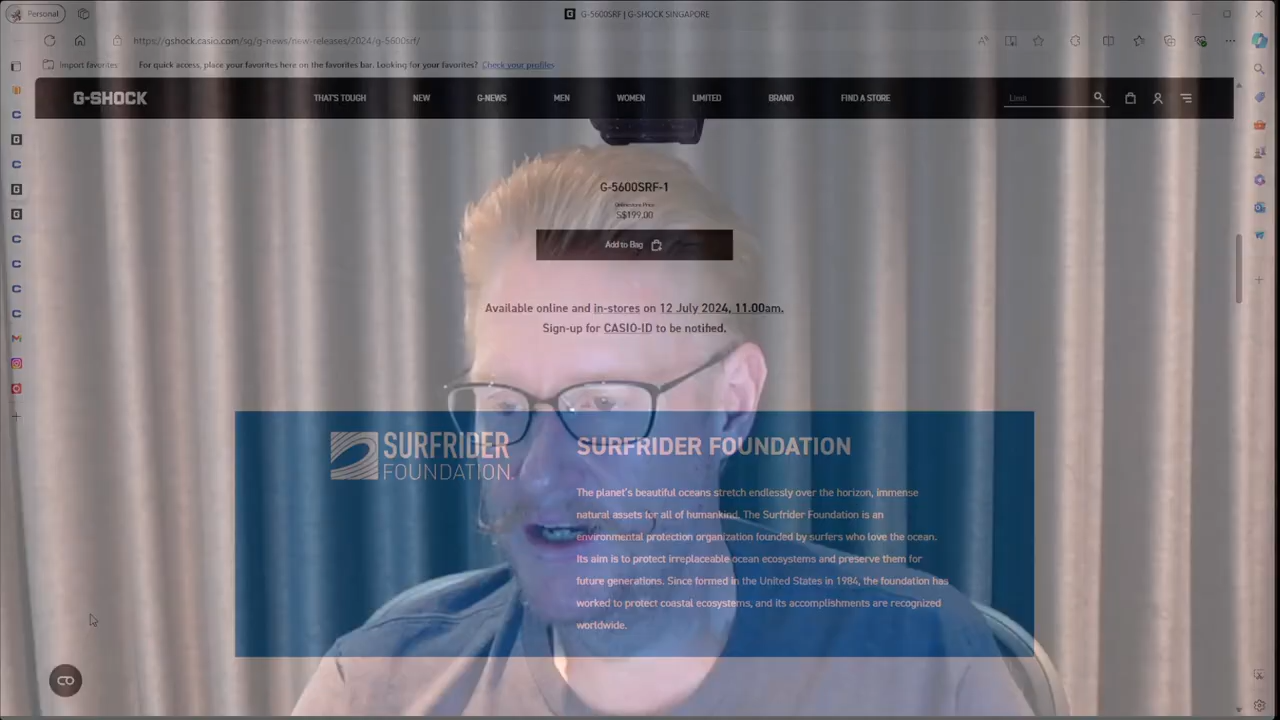 Personal
G-5600SRF | G-SHOCK SINGAPORE
https://gshock.casio.com/sg/g-news/new-releases/2024/g-5600srf/
Import favorites
For quick access, place your favorites here on the favorites bar. Looking for your favorites? Check your profiles
G-SHOCK
THAT'S TOUGH
NEW
G-NEWS
MEN
WOMEN
LIMITED
BRAND
FIND A STORE
Limit
G-5600SRF-1
Online store Price
S$199.00
Add to Bag
Available online and in-stores on 12 July 2024, 11.00am.
Sign-up for CASIO-ID to be notified.
SURFRIDER
FOUNDATION.
SURFRIDER FOUNDATION
The planet's beautiful oceans stretch endlessly over the horizon, immense
natural assets for all of humankind. The Surfrider Foundation is an
environmental protection organization founded by surfers who love the ocean.
Its aim is to protect irreplaceable ocean ecosystems and preserve them for
future generations. Since formed in the United States in 1984, the foundation has
worked to protect coastal ecosystems, and its accomplishments are recognized
worldwide.